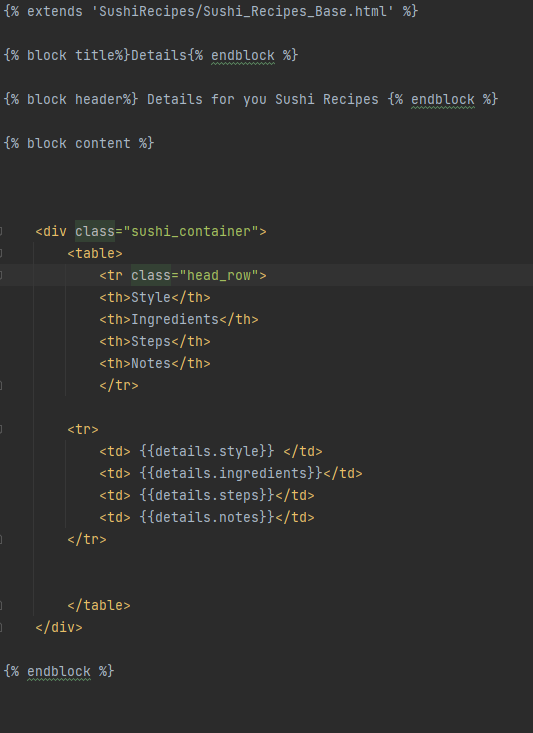 {% extends 'SushiRecipes/Sushi_Recipes_Base.html' %}
{% block title%}Details{% endblock %}
{% block header%} Details for you Sushi Recipes {% endblock %}
{% block content %}
<div class="sushi_container">
<table>
<tr class="head_row">
<th>Style</th>
<th>Ingredients</th>
<th>Steps</th>
<th>Notes</th>
</tr>
<tr>
<td> {{details.style}} </td>
<td> {{details.ingredients}}</td>
<td> {{details.steps}}</td>
<td> {{details.notes}}</td>
</tr>
</table>
</div>
{% endblock %}